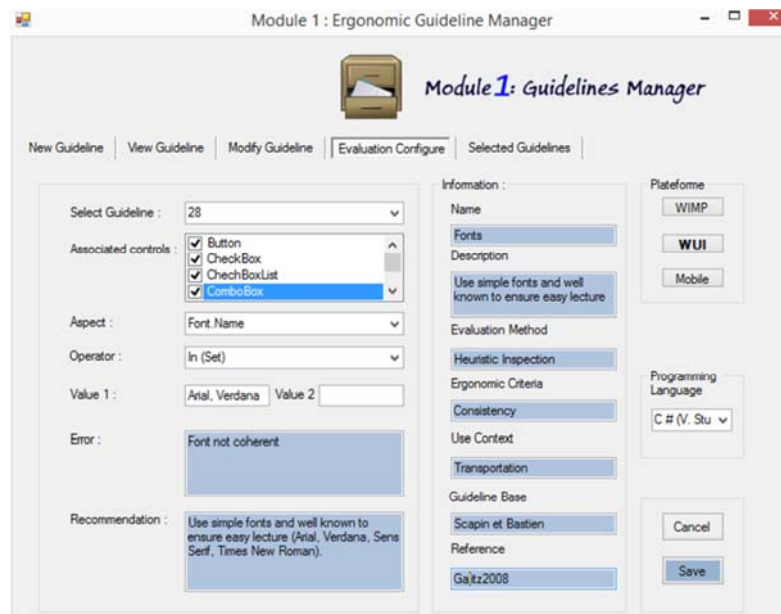 Module 1 : Ergonomic Guideline Manager
Module 1: Guidelines Manager
New Guideline
View Guideline
Modify Guideline
Evaluation Configure
Selected Guidelines
Select Guideline :
28
Associated controls :
Button
CheckBox
ChechBoxList
ComboBox
Aspect :
Font.Name
Operator :
In (Set)
Value 1 :
Arial, Verdana
Value 2
Error :
Font not coherent
Recommendation :
Use simple fonts and well known to
ensure easy lecture (Arial, Verdana, Sens
Serif, Times New Roman).
Information :
Name
Fonts
Description
Use simple fonts and well
known to ensure easy lecture
Evaluation Method
Heuristic Inspection
Ergonomic Criteria
Consistency
Use Context
Transportation
Guideline Base
Scapin et Bastien
Reference
Galitz2008
Plateforme
WIMP
WUI
Mobile
Programming
Language
C # (V. Stu
Cancel
Save